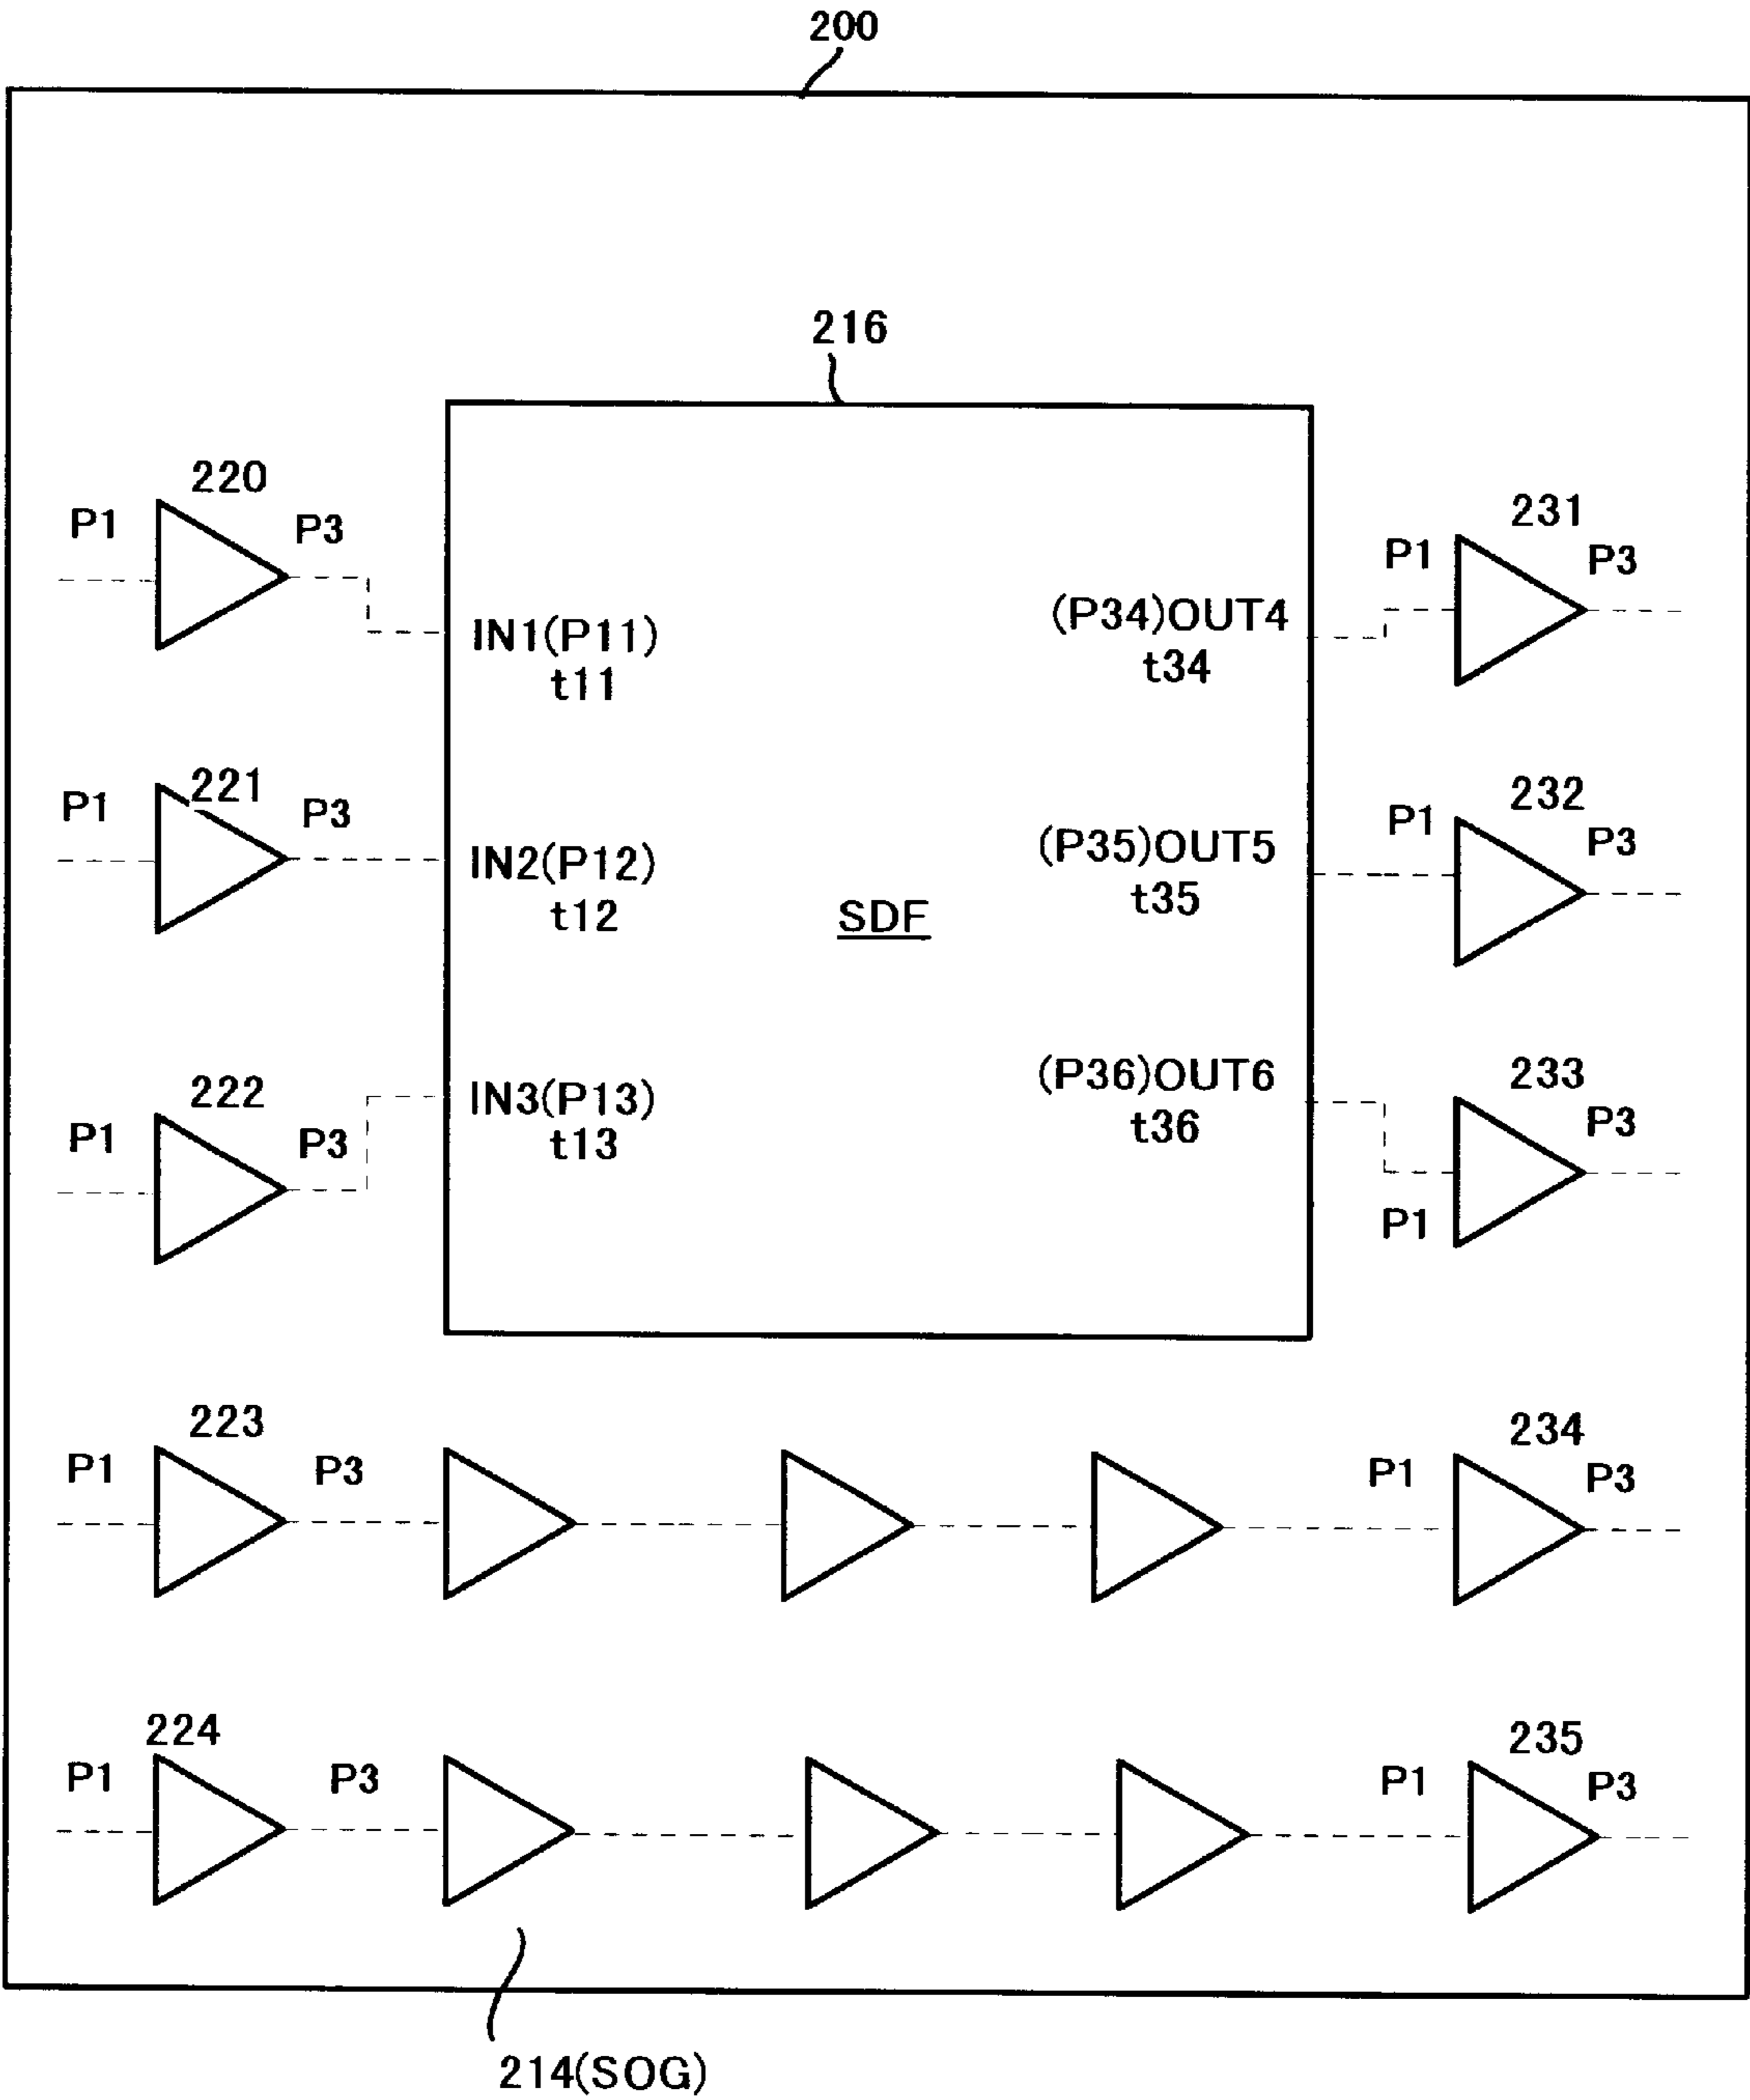 200
216
220
P1
P3
231
P1
P3
IN1(P11)
t11
(P34)OUT4
t34
221
P1
P3
232
P1
P3
IN2(P12)
t12
(P35)OUT5
t35
SDF
222
P1
P3
IN3(P13)
t13
(P36)OUT6
t36
233
P3
P1
223
P1
P3
234
P1
P3
224
P1
P3
235
P1
P3
214(SOG)